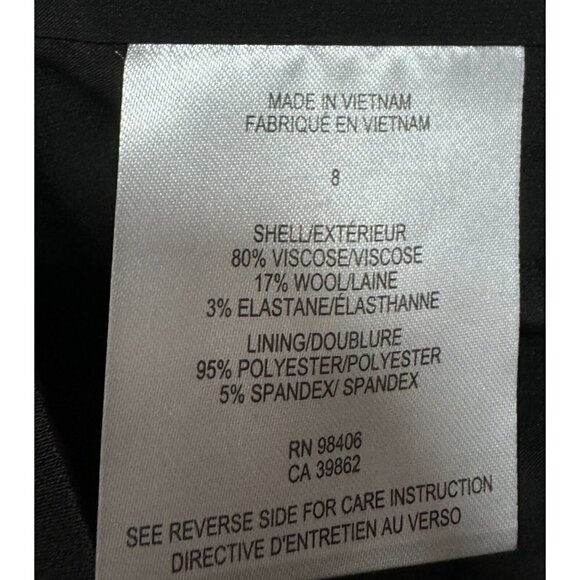 MADE IN VIETNAM
FABRIQUÉ EN VIETNAM
8
SHELL/EXTÉRIEUR
80% VISCOSE/VISCOSE
17% WOOL/LAINE
3% ELASTANE/ÉLASTHANNE
LINING/DOUBLURE
95% POLYESTER/POLYESTER
5% SPANDEX/ SPANDEX
RN 98406
CA 39862
SEE REVERSE SIDE FOR CARE INSTRUCTION
DIRECTIVE D'ENTRETIEN AU VERSO